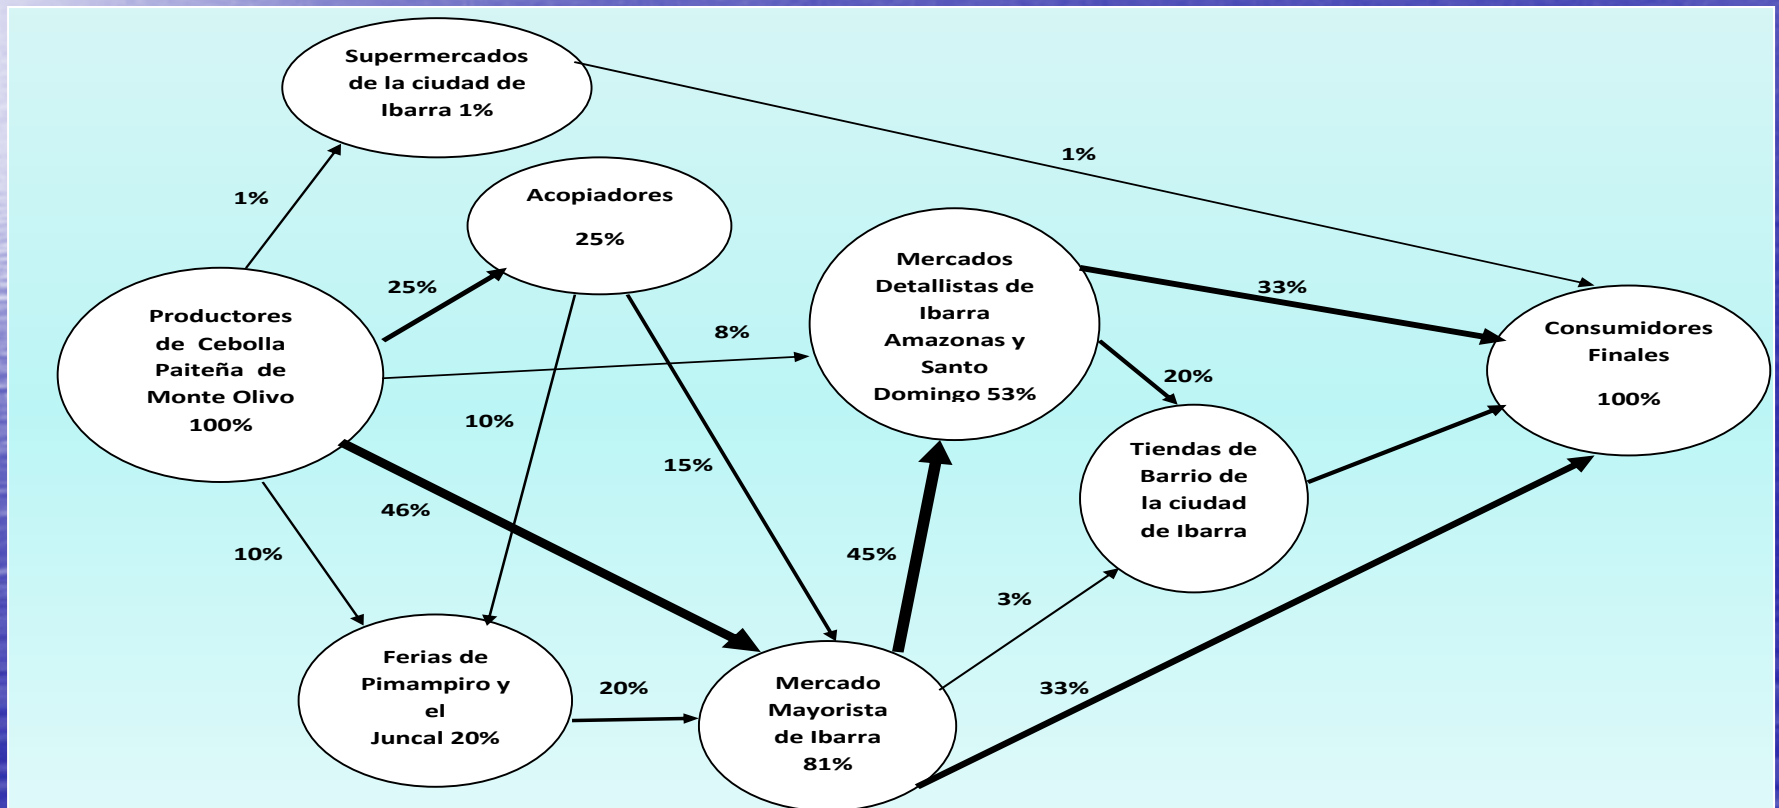 Supermercados
de la ciudad de
Ibarra 1%
1%
1%
Acopiadores
25%
25%
Mercados
Detallistas de
Ibarra
Amazonas y
Santo
Domingo 53%
33%
Productores
de Cebolla
Paiteña de
Monte Olivo
100%
8%
Consumidores
Finales
100%
20%
10%
15%
Tiendas de
Barrio de
la ciudad
de Ibarra
46%
10%
45%
3%
Ferias de
Pimampiro y
el
Juncal 20%
20%
Mercado
Mayorista
de Ibarra
81%
33%